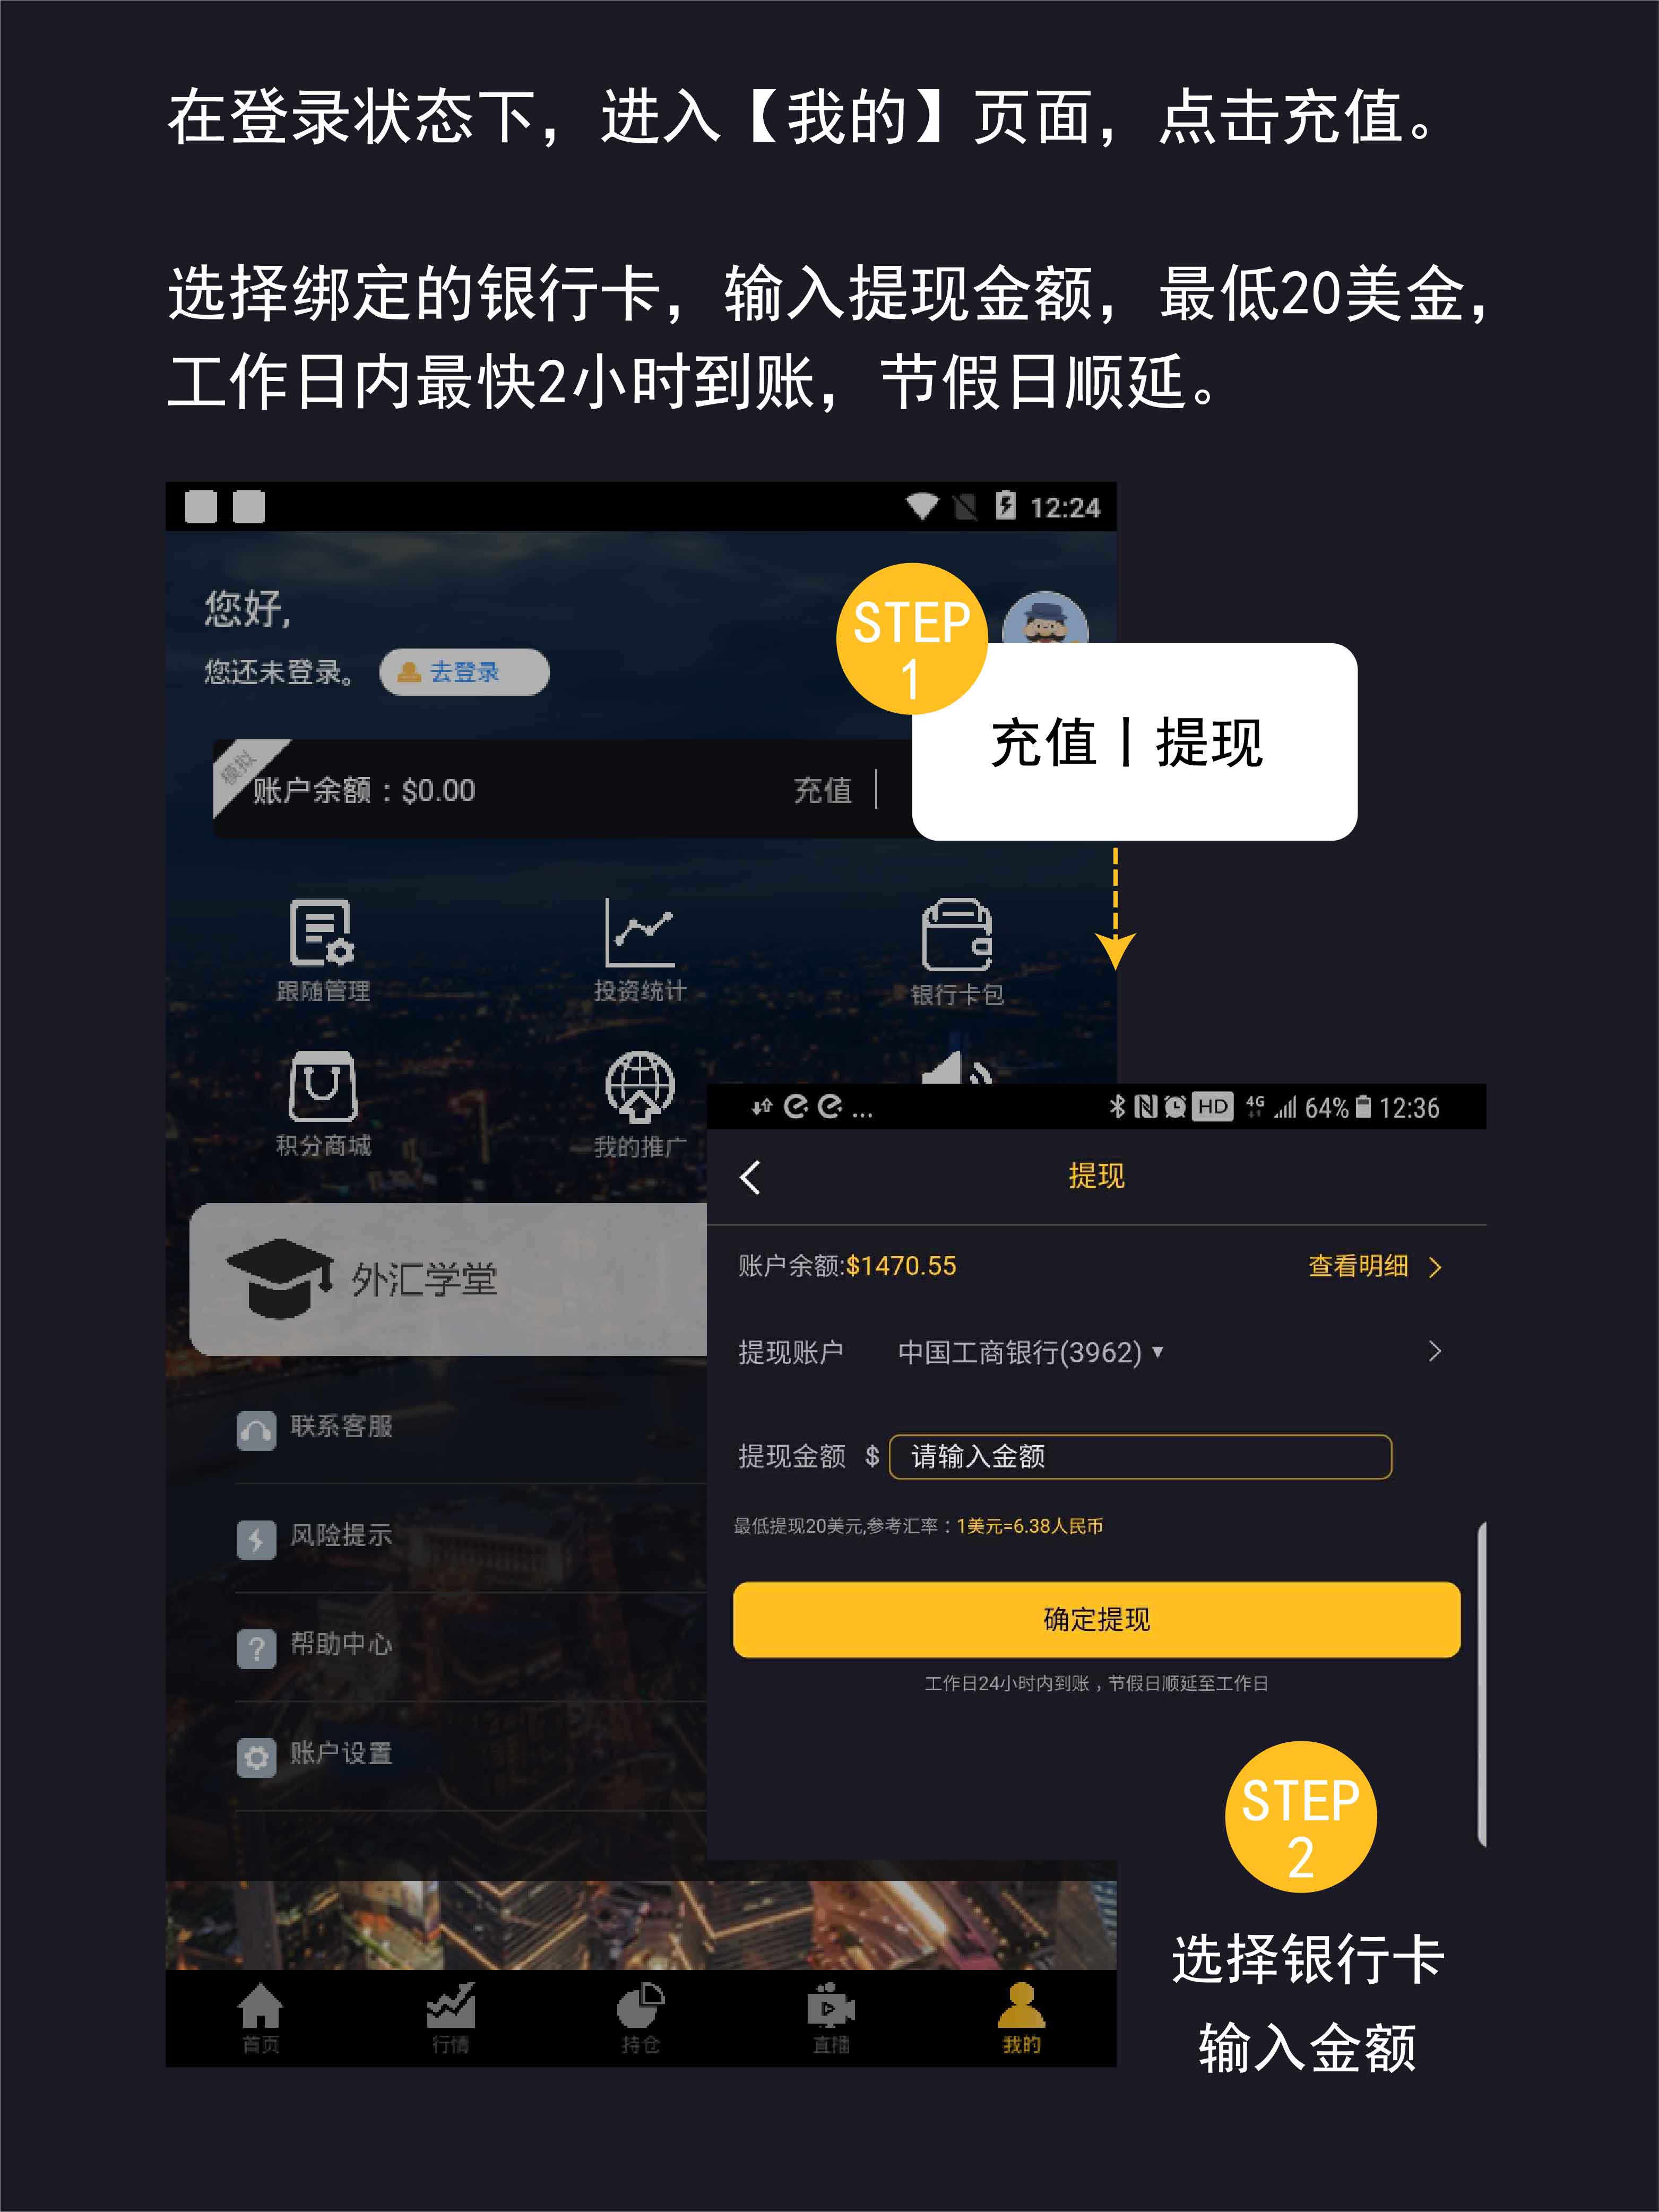 在登录状态下，进入【我的】页面，点击充值。
选择绑定的银行卡，输入提现金额，最低20美金，
工作日内最快2小时到账，节假日顺延。
12:24
您好,
您还未登录。
去登录
STEP
1
充值丨提现
模拟
账户余额：$0.00
充值
跟随管理
投资统计
银行卡包
积分商城
我的推广
外汇学堂
联系客服
风险提示
帮助中心
账户设置
首页
行情
持仓
直播
我的
...
HD
4G
64%
12:36
提现
账户余额:$1470.55
查看明细
提现账户
中国工商银行(3962)
提现金额
$
请输入金额
最低提现20美元,参考汇率：1美元=6.38人民币
确定提现
工作日24小时内到账，节假日顺延至工作日
STEP
2
选择银行卡
输入金额